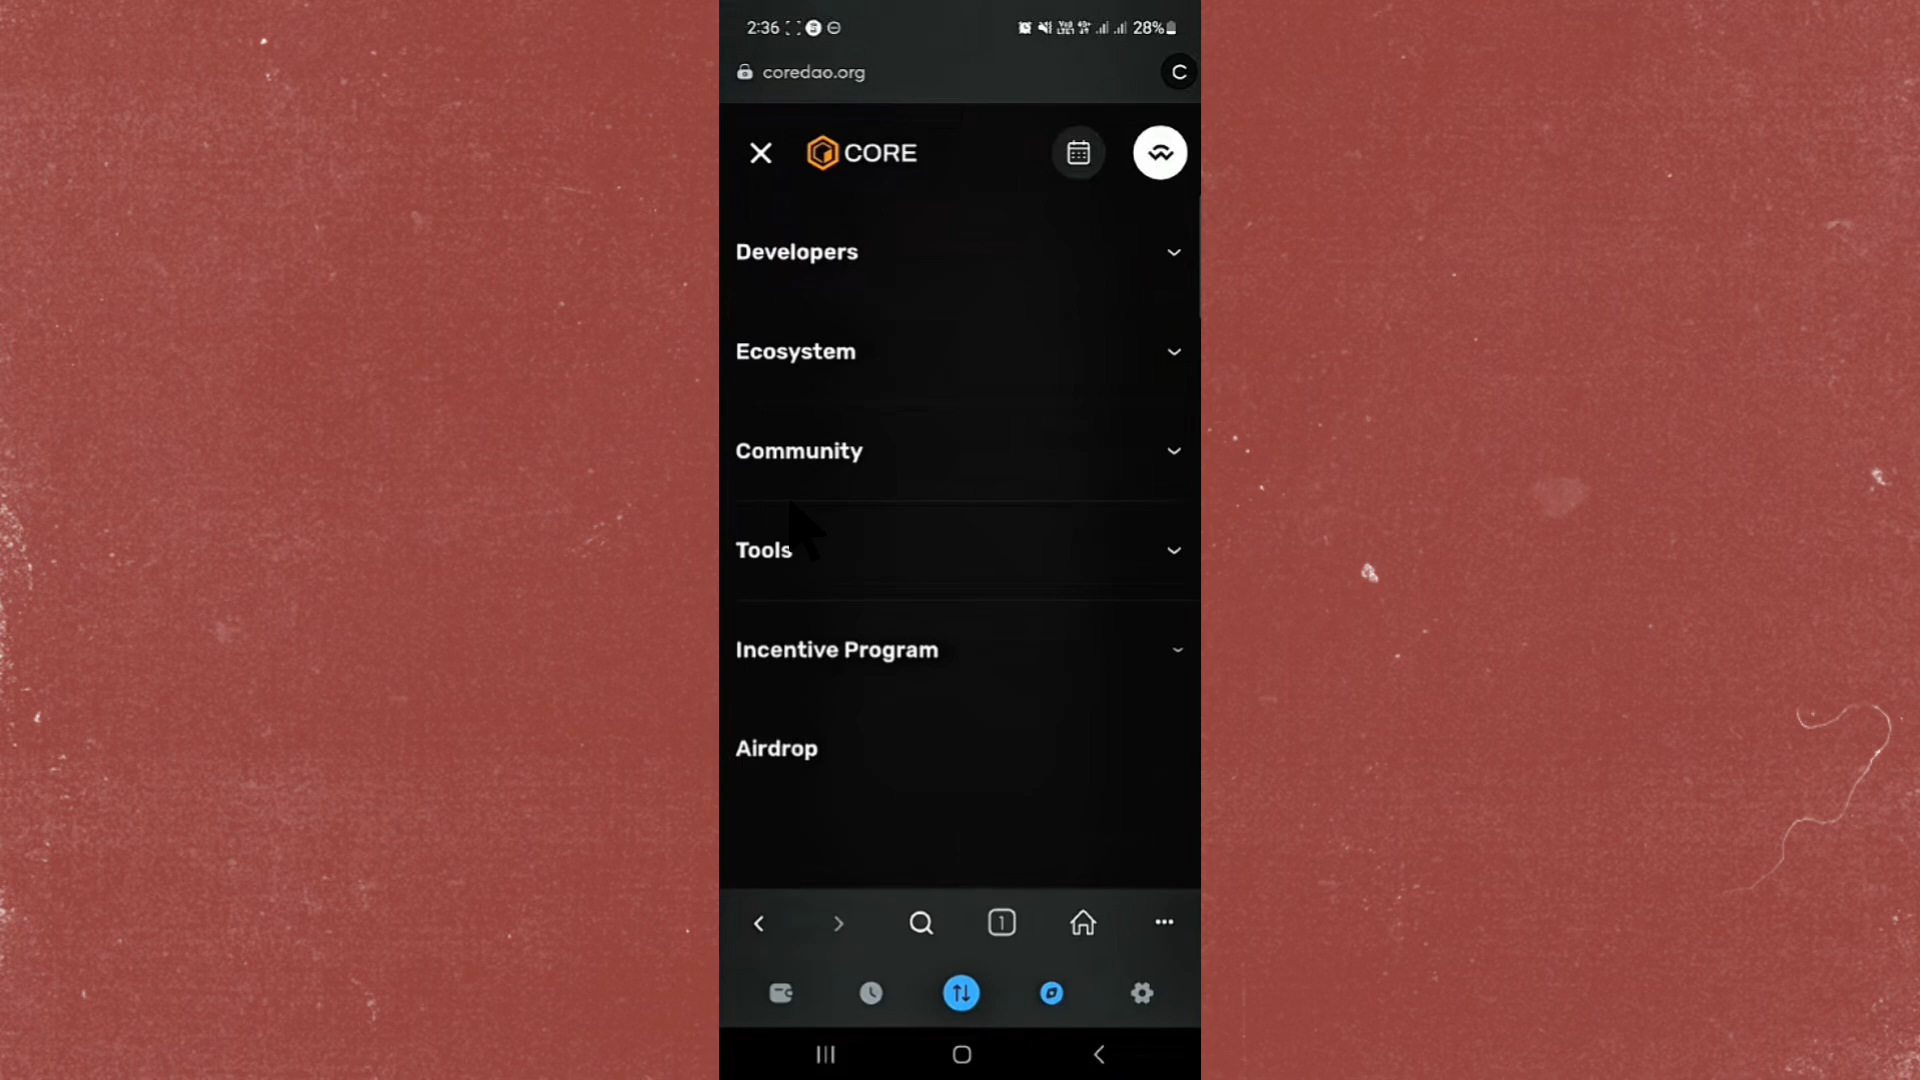 2:36
28%
coredao.org
C
CORE
Developers
Ecosystem
Community
Tools
Incentive Program
Airdrop
1